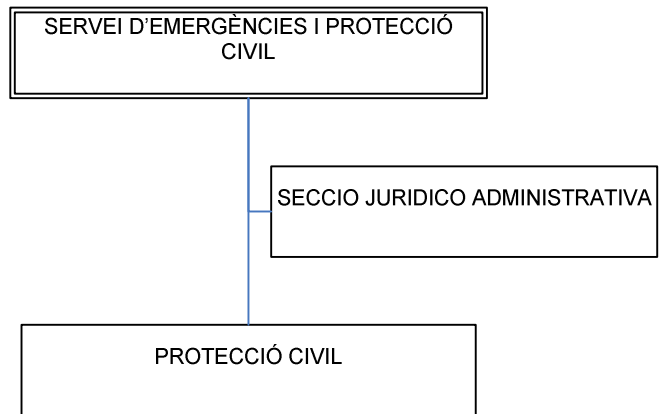 SERVEI D’EMERGÈNCIES I PROTECCIÓ
CIVIL
SECCIO JURIDICO ADMINISTRATIVA
PROTECCIÓ CIVIL